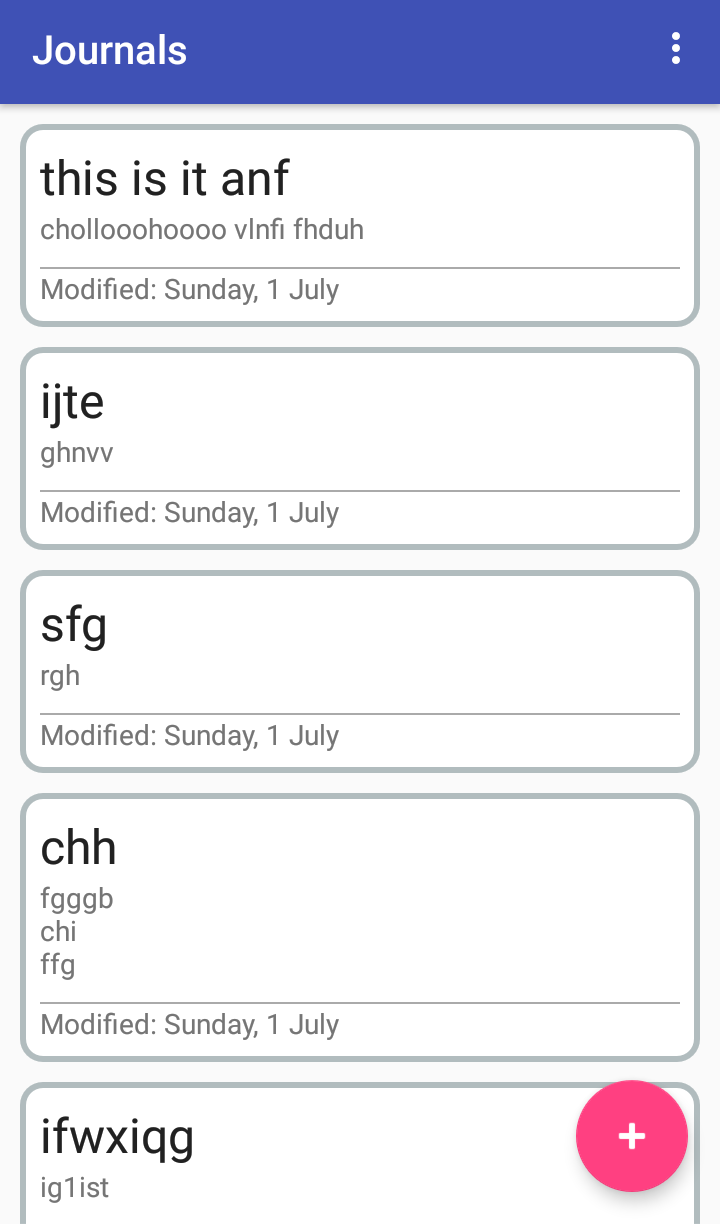 Journals
this is it anf
chollooohoooo vlnfi fhduh
Modified: Sunday, 1 July
ijte
ghnvv
Modified: Sunday, 1 July
sfg
rgh
Modified: Sunday, 1 July
chh
fgggb
chi
ffg
Modified: Sunday, 1 July
ifwxiqg
ig1ist